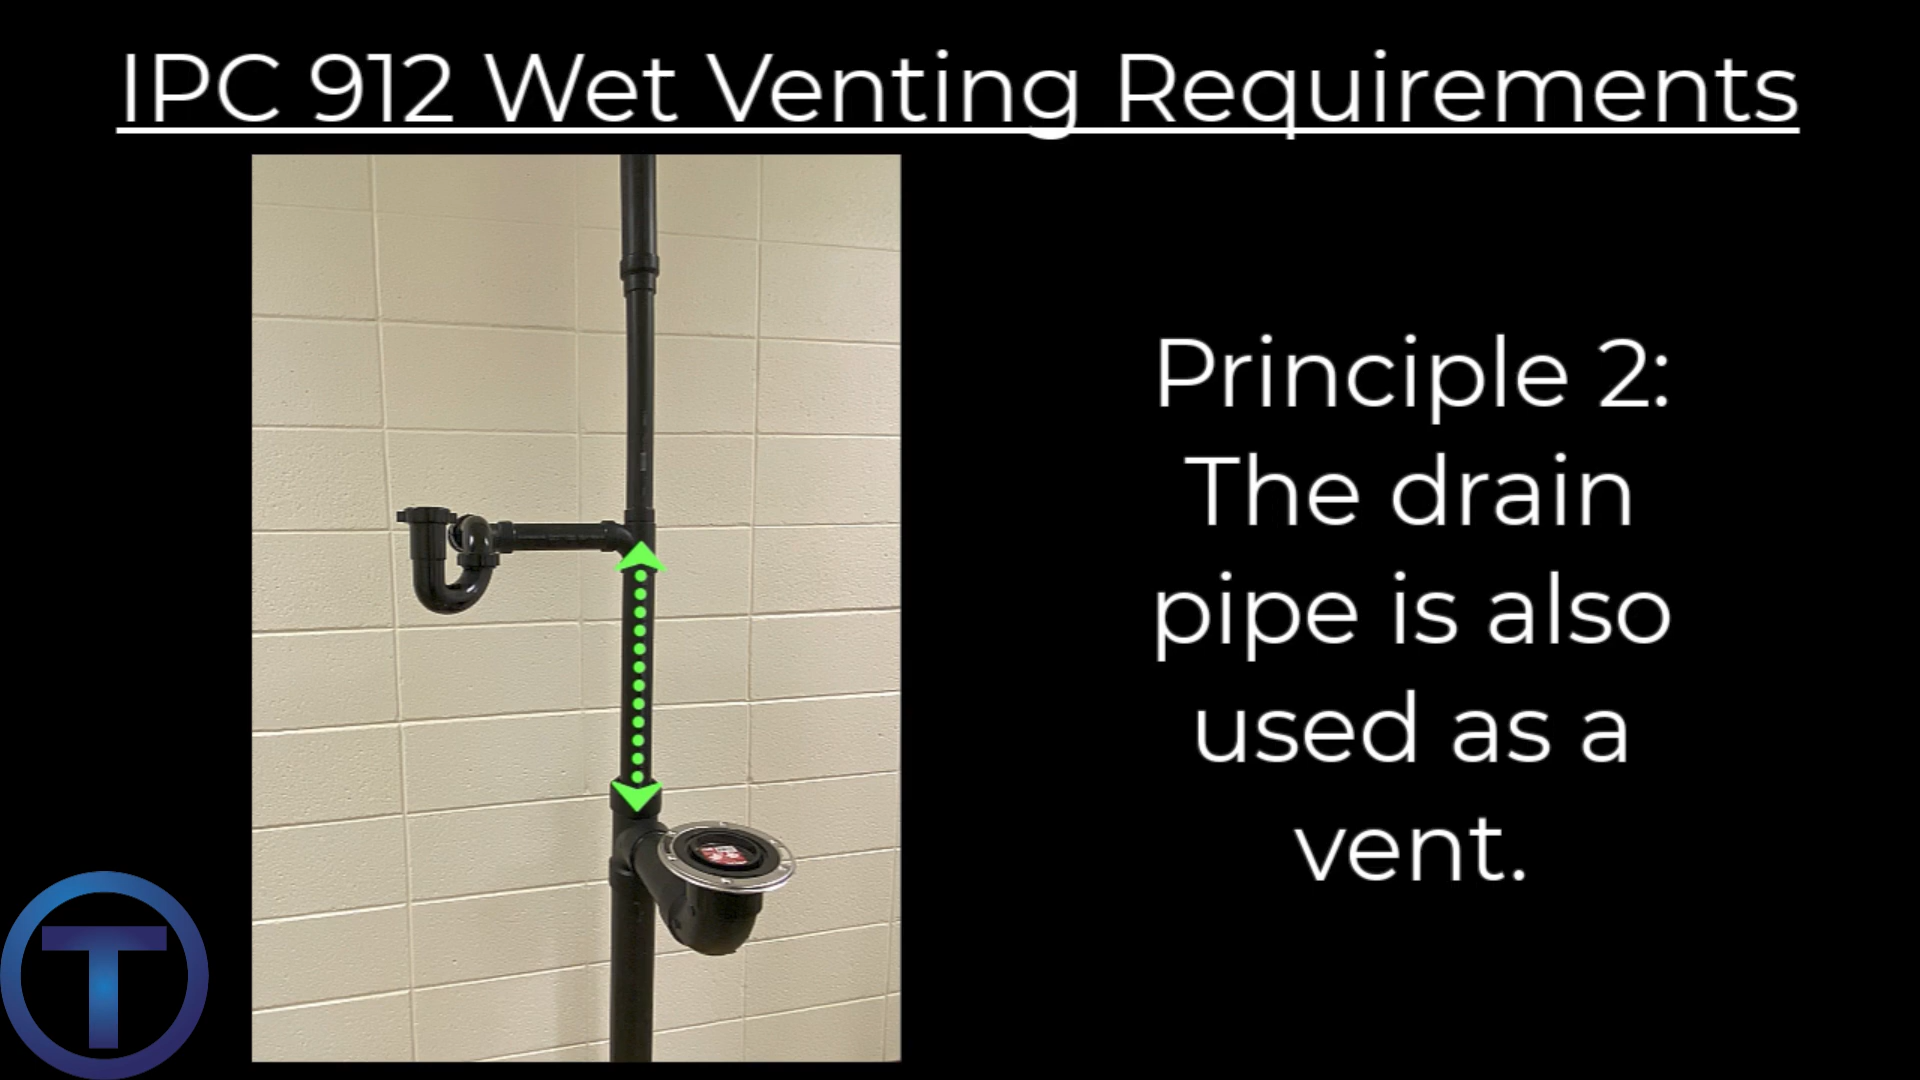 IPC 912 Wet Venting Requirements
Principle 2:
The drain
pipe is also
used as a
vent.
T